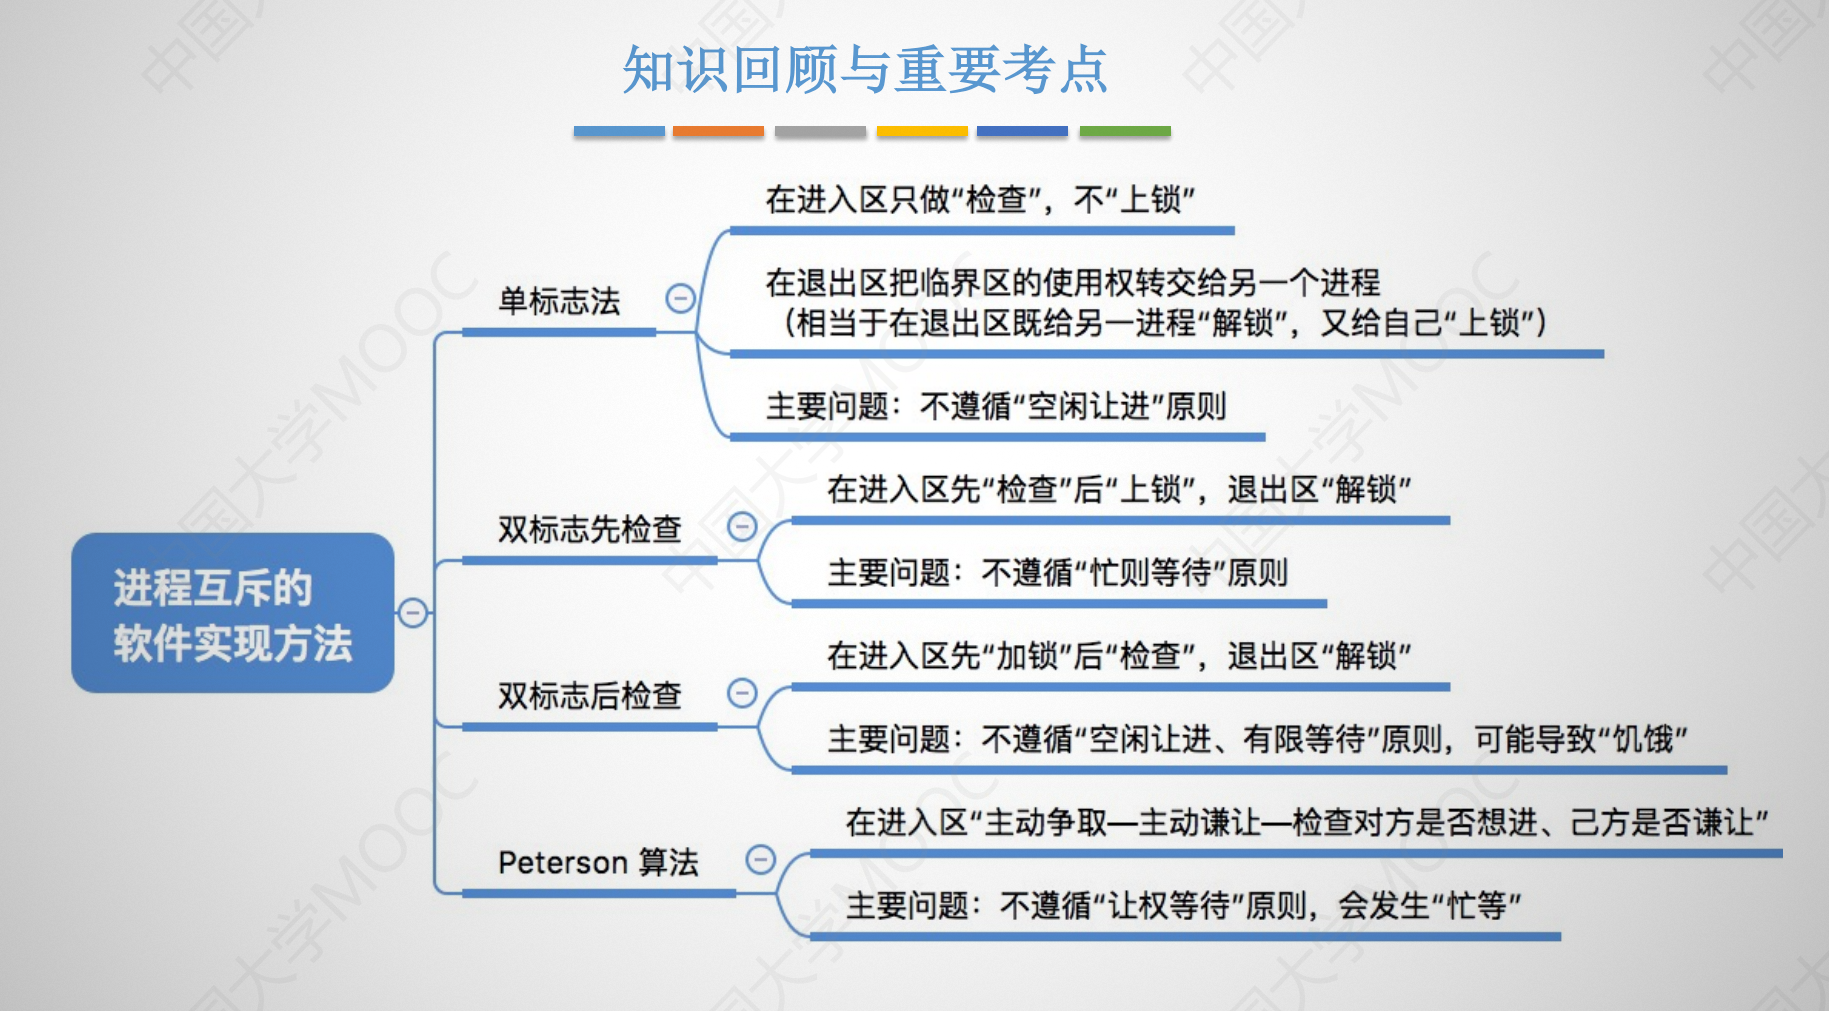 知识回顾与重要考点
在进入区只做“检查”，不“上锁”
在退出区把临界区的使用权转交给另一个进程
（相当于在退出区既给另一进程“解锁”，又给自己“上锁”）
单标志法
主要问题：不遵循“空闲让进”原则
在进入区先“检查”后“上锁”，退出区“解锁”
双标志先检查
主要问题：不遵循“忙则等待”原则
进程互斥的
软件实现方法
在进入区先“加锁”后“检查”，退出区“解锁”
双标志后检查
主要问题：不遵循“空闲让进、有限等待”原则，可能导致“饥饿”
在进入区“主动争取—主动谦让—检查对方是否想进、己方是否谦让”
Peterson 算法
主要问题：不遵循“让权等待”原则，会发生“忙等”
中国大学MOOC